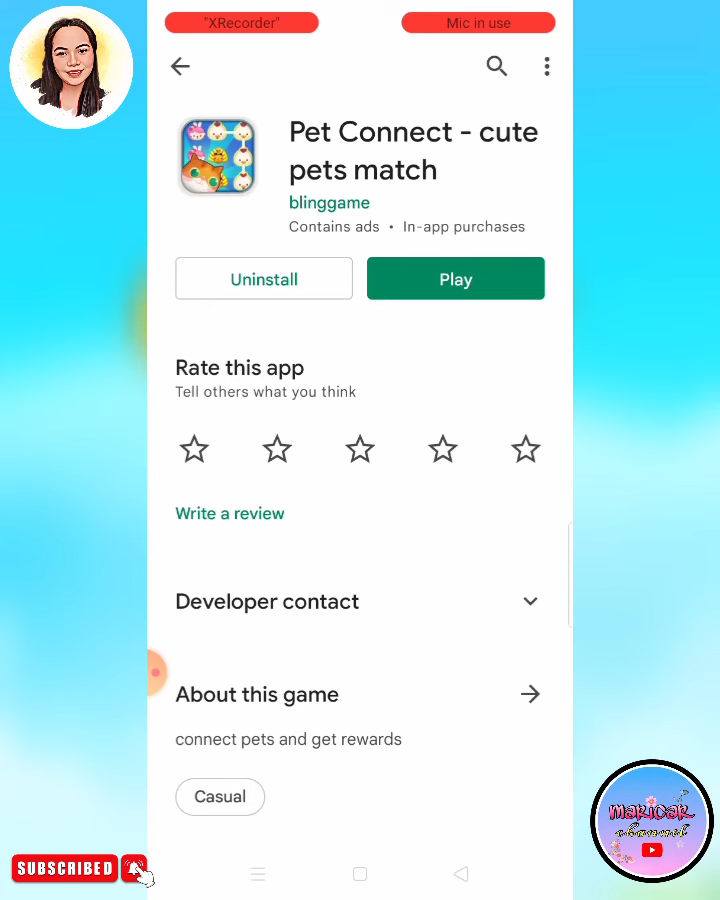 "XRecorder" Mic in use
Pet Connect - cute
pets match
blinggame
Contains ads • In-app purchases
Uninstall Play
Rate this app
Tell others what you think
Write a review
Developer contact
About this game
connect pets and get rewards
Casual
MARICAR
channel
SUBSCRIBED